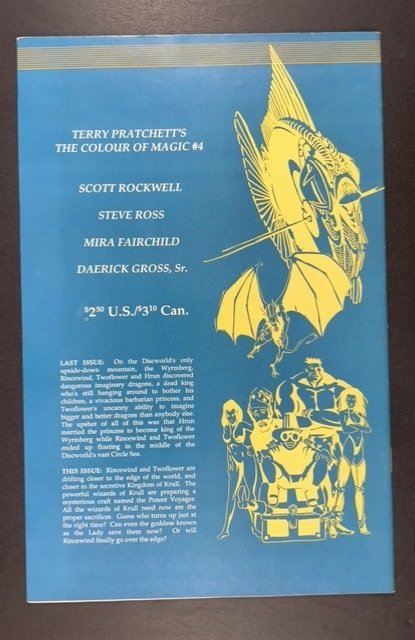 TERRY PRATCHETT'S
THE COLOUR OF MAGIC #4
SCOTT ROCKWELL
STEVE ROSS
MIRA FAIRCHILD
DAERICK GROSS, Sr.
$2⁵⁰ U.S./$3¹⁰ Can.
LAST ISSUE: On the Discworld's only
upside-down mountain, the Wyrmberg,
Rincewind, Twoflower and Hrun discovered
dangerous imaginary dragons, a dead king
who's still hanging around to bother his
children, a vivacious barbarian princess, and
Twoflower's uncanny ability to imagine
bigger and better dragons than anybody else.
The upshot of all of this was that Hrun
married the princess to become king of the
Wyrmberg while Rincewind and Twoflower
ended up floating in the middle of the
Discworld's vast Circle Sea.
THIS ISSUE: Rincewind and Twoflower are
drifting closer to the edge of the world, and
closer to the secretive Kingdom of Krull. The
powerful wizards of Krull are preparing a
mysterious craft named the Potent Voyager.
All the wizards of Krull need now are the
proper sacrifices. Guess who turns up just at
the right time? Can even the goddess known
as the Lady save them now? Or will
Rincewind finally go over the edge?